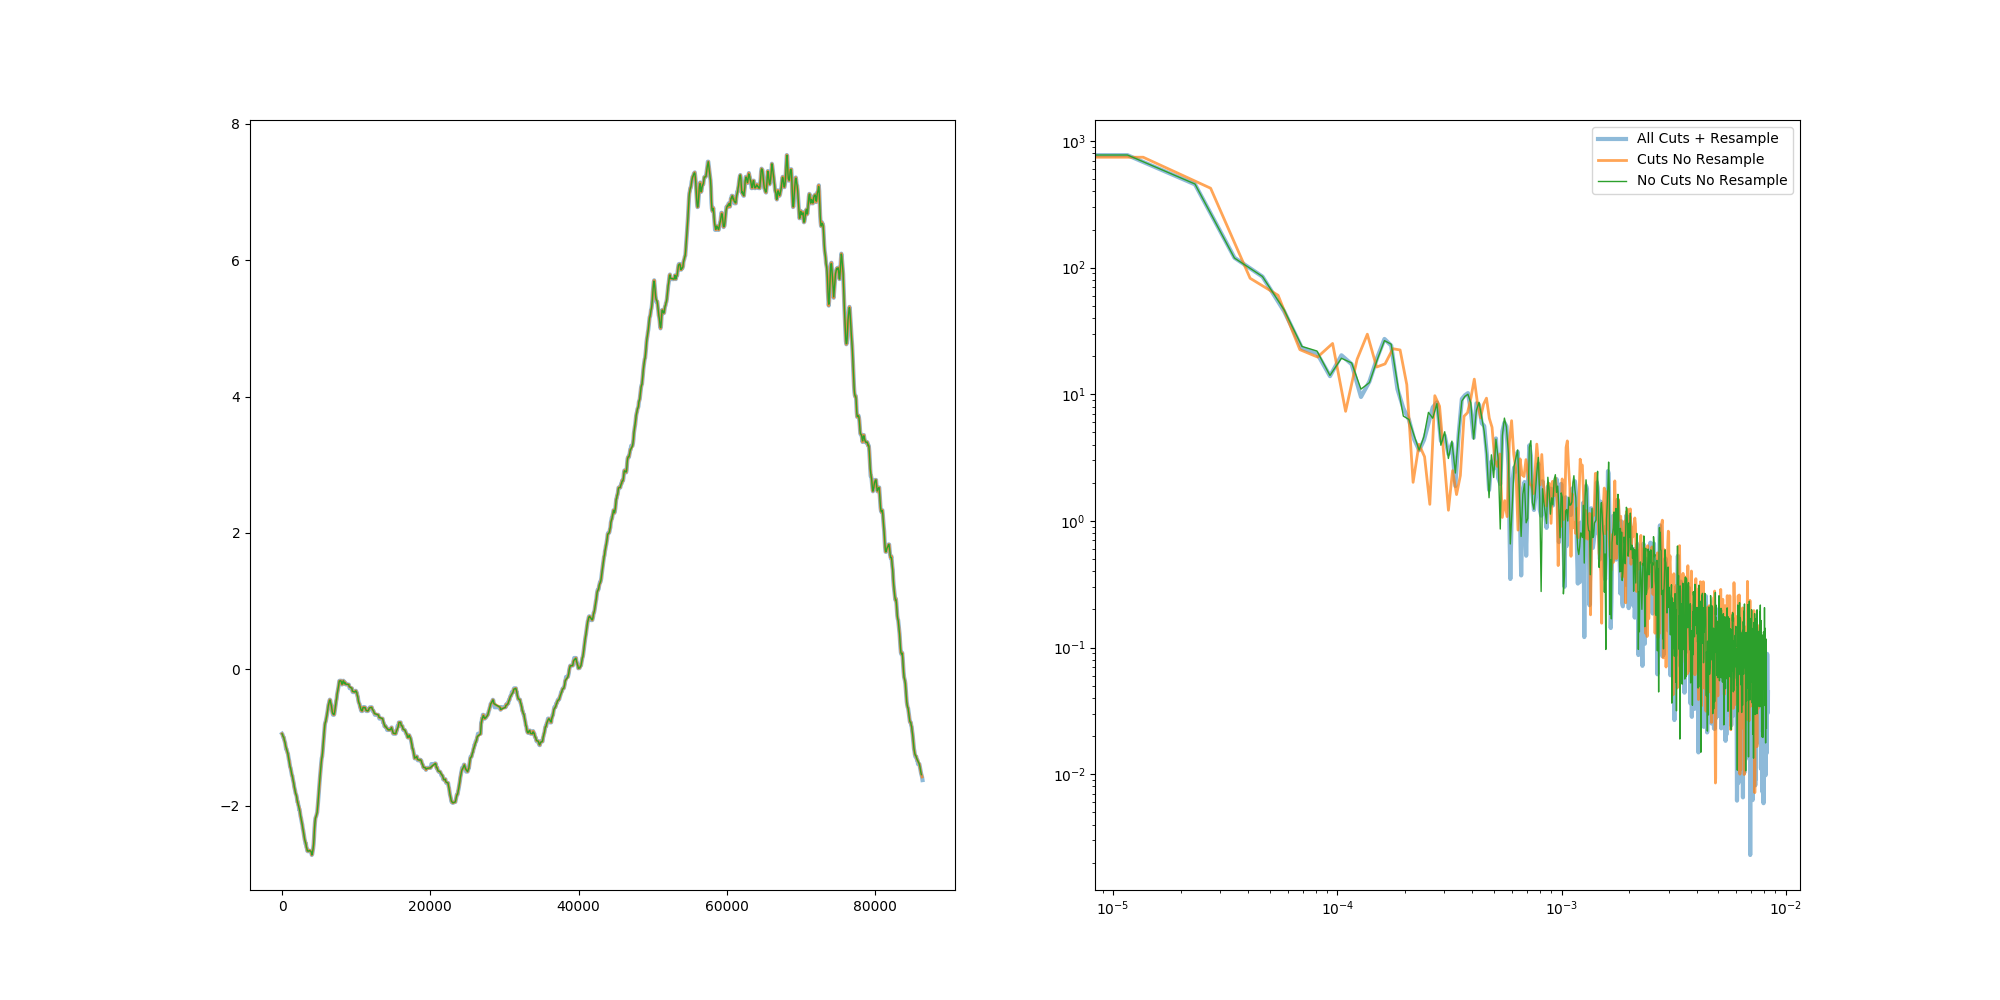 8
6
4
2
0
−2
0 20000 40000 60000 80000
10³
10²
10¹
10⁰
10⁻¹
10⁻²
10⁻⁵ 10⁻⁴ 10⁻³ 10⁻²
All Cuts + Resample
Cuts No Resample
No Cuts No Resample